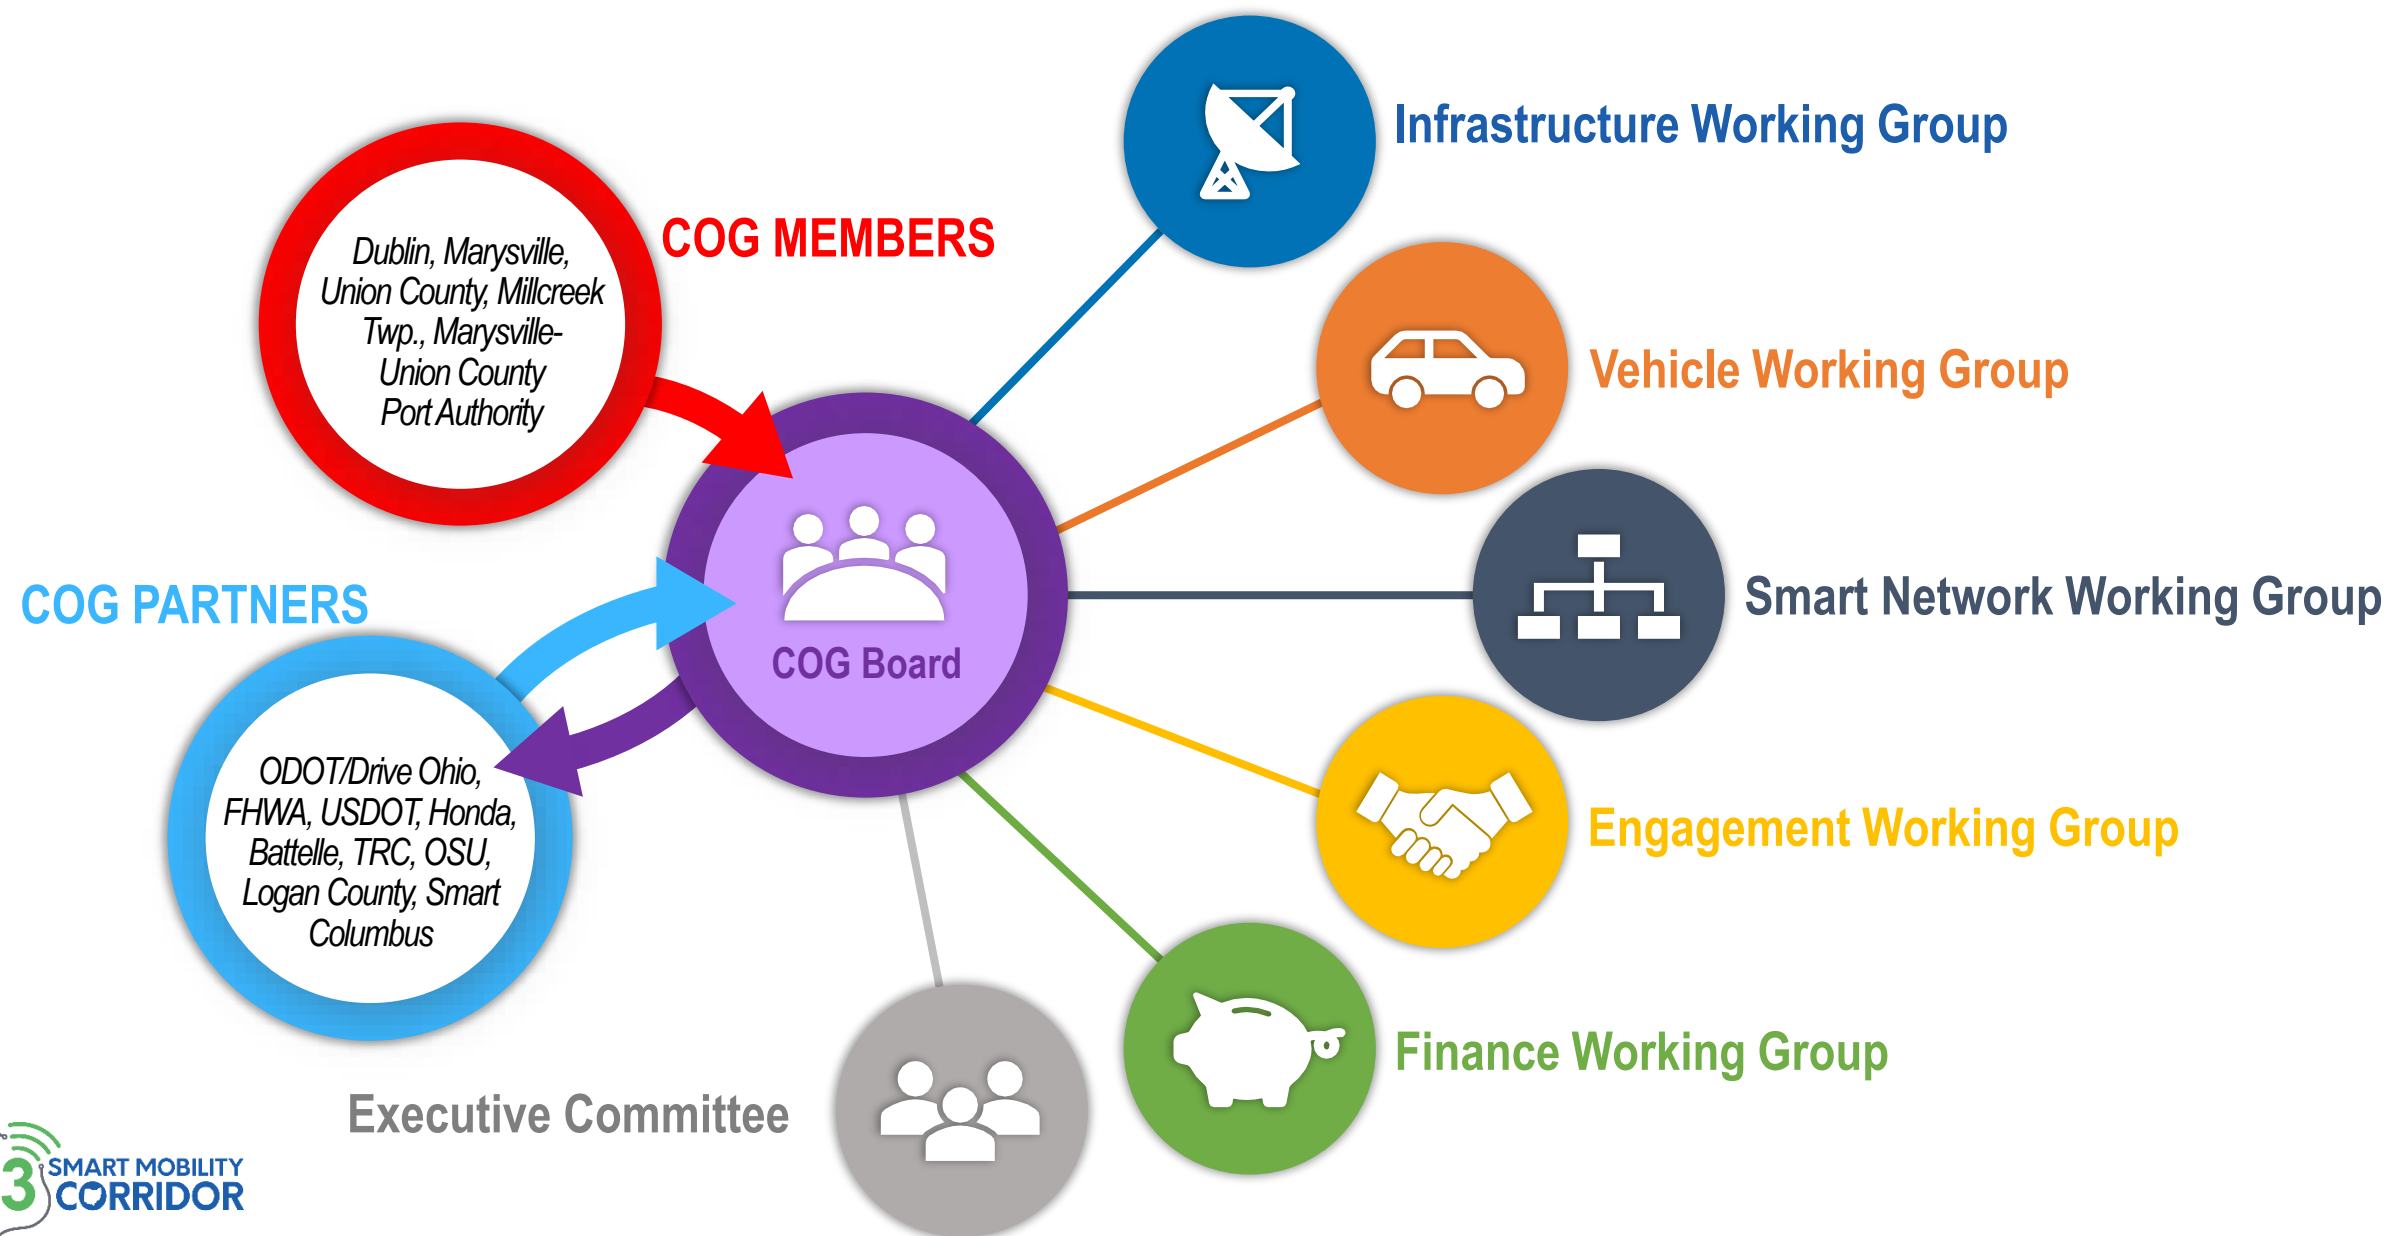 Infrastructure Working Group
COG MEMBERS
Dublin, Marysville,
Union County, Millcreek
Twp., Marysville-
Union County
Port Authority
Vehicle Working Group
COG PARTNERS
Smart Network Working Group
COG Board
ODOT/Drive Ohio,
FHWA, USDOT, Honda,
Battelle, TRC, OSU,
Logan County, Smart
Columbus
Engagement Working Group
Finance Working Group
Executive Committee
3
SMART MOBILITY
CORRIDOR